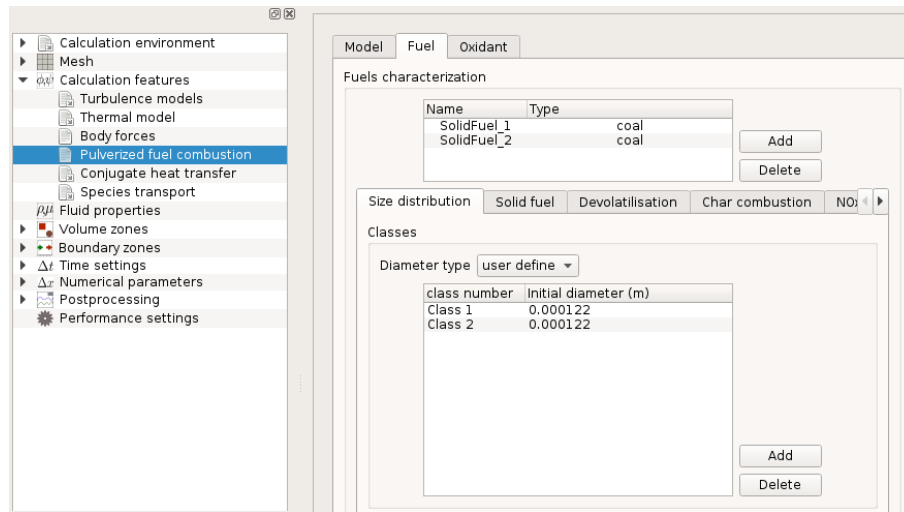 Calculation environment
Mesh
Calculation features
Turbulence models
Thermal model
Body forces
Pulverized fuel combustion
Conjugate heat transfer
Species transport
ρμ Fluid properties
Volume zones
Boundary zones
Δt Time settings
Δx Numerical parameters
Postprocessing
Performance settings
Model Fuel Oxidant
Fuels characterization
Name Type
SolidFuel_1 coal
SolidFuel_2 coal
Add
Delete
Size distribution Solid fuel Devolatilisation Char combustion
Classes
Diameter type user define
class number Initial diameter (m)
Class 1 0.000122
Class 2 0.000122
Add
Delete